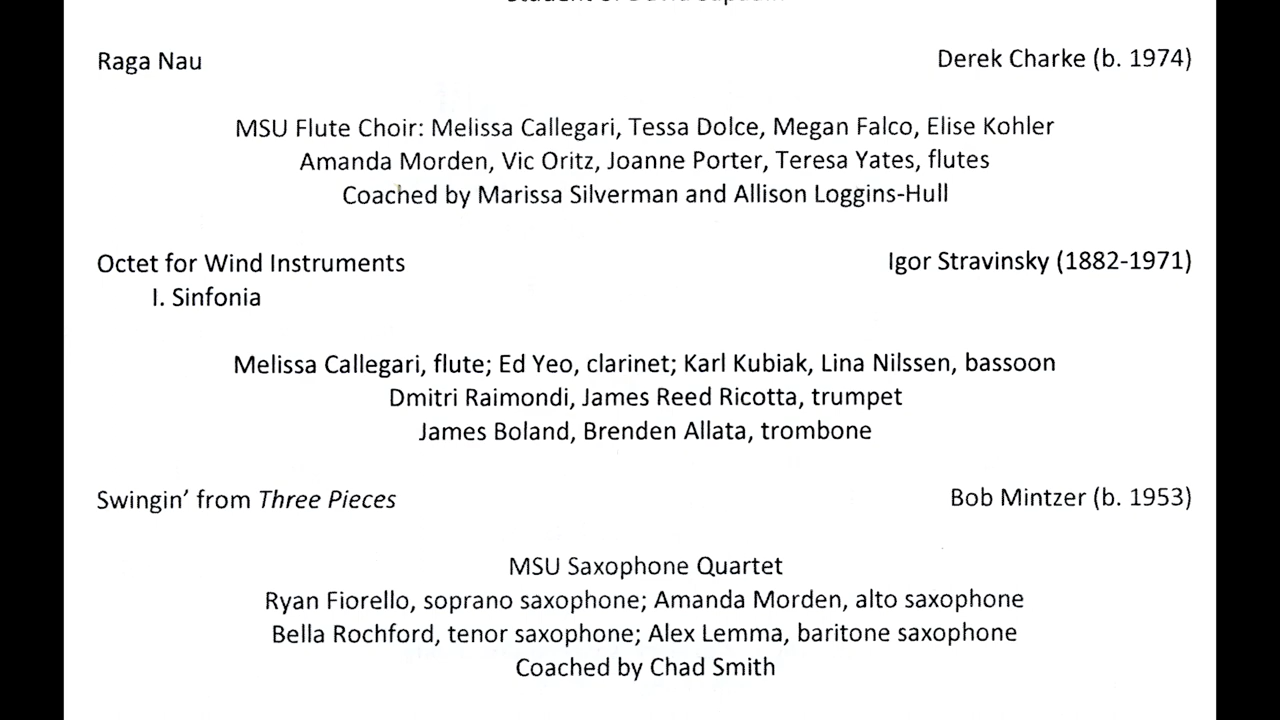 Raga Nau Derek Charke (b. 1974)
MSU Flute Choir: Melissa Callegari, Tessa Dolce, Megan Falco, Elise Kohler
Amanda Morden, Vic Oritz, Joanne Porter, Teresa Yates, flutes
Coached by Marissa Silverman and Allison Loggins-Hull
Octet for Wind Instruments Igor Stravinsky (1882-1971)
I. Sinfonia
Melissa Callegari, flute; Ed Yeo, clarinet; Karl Kubiak, Lina Nilssen, bassoon
Dmitri Raimondi, James Reed Ricotta, trumpet
James Boland, Brenden Allata, trombone
Swingin’ from Three Pieces Bob Mintzer (b. 1953)
MSU Saxophone Quartet
Ryan Fiorello, soprano saxophone; Amanda Morden, alto saxophone
Bella Rochford, tenor saxophone; Alex Lemma, baritone saxophone
Coached by Chad Smith